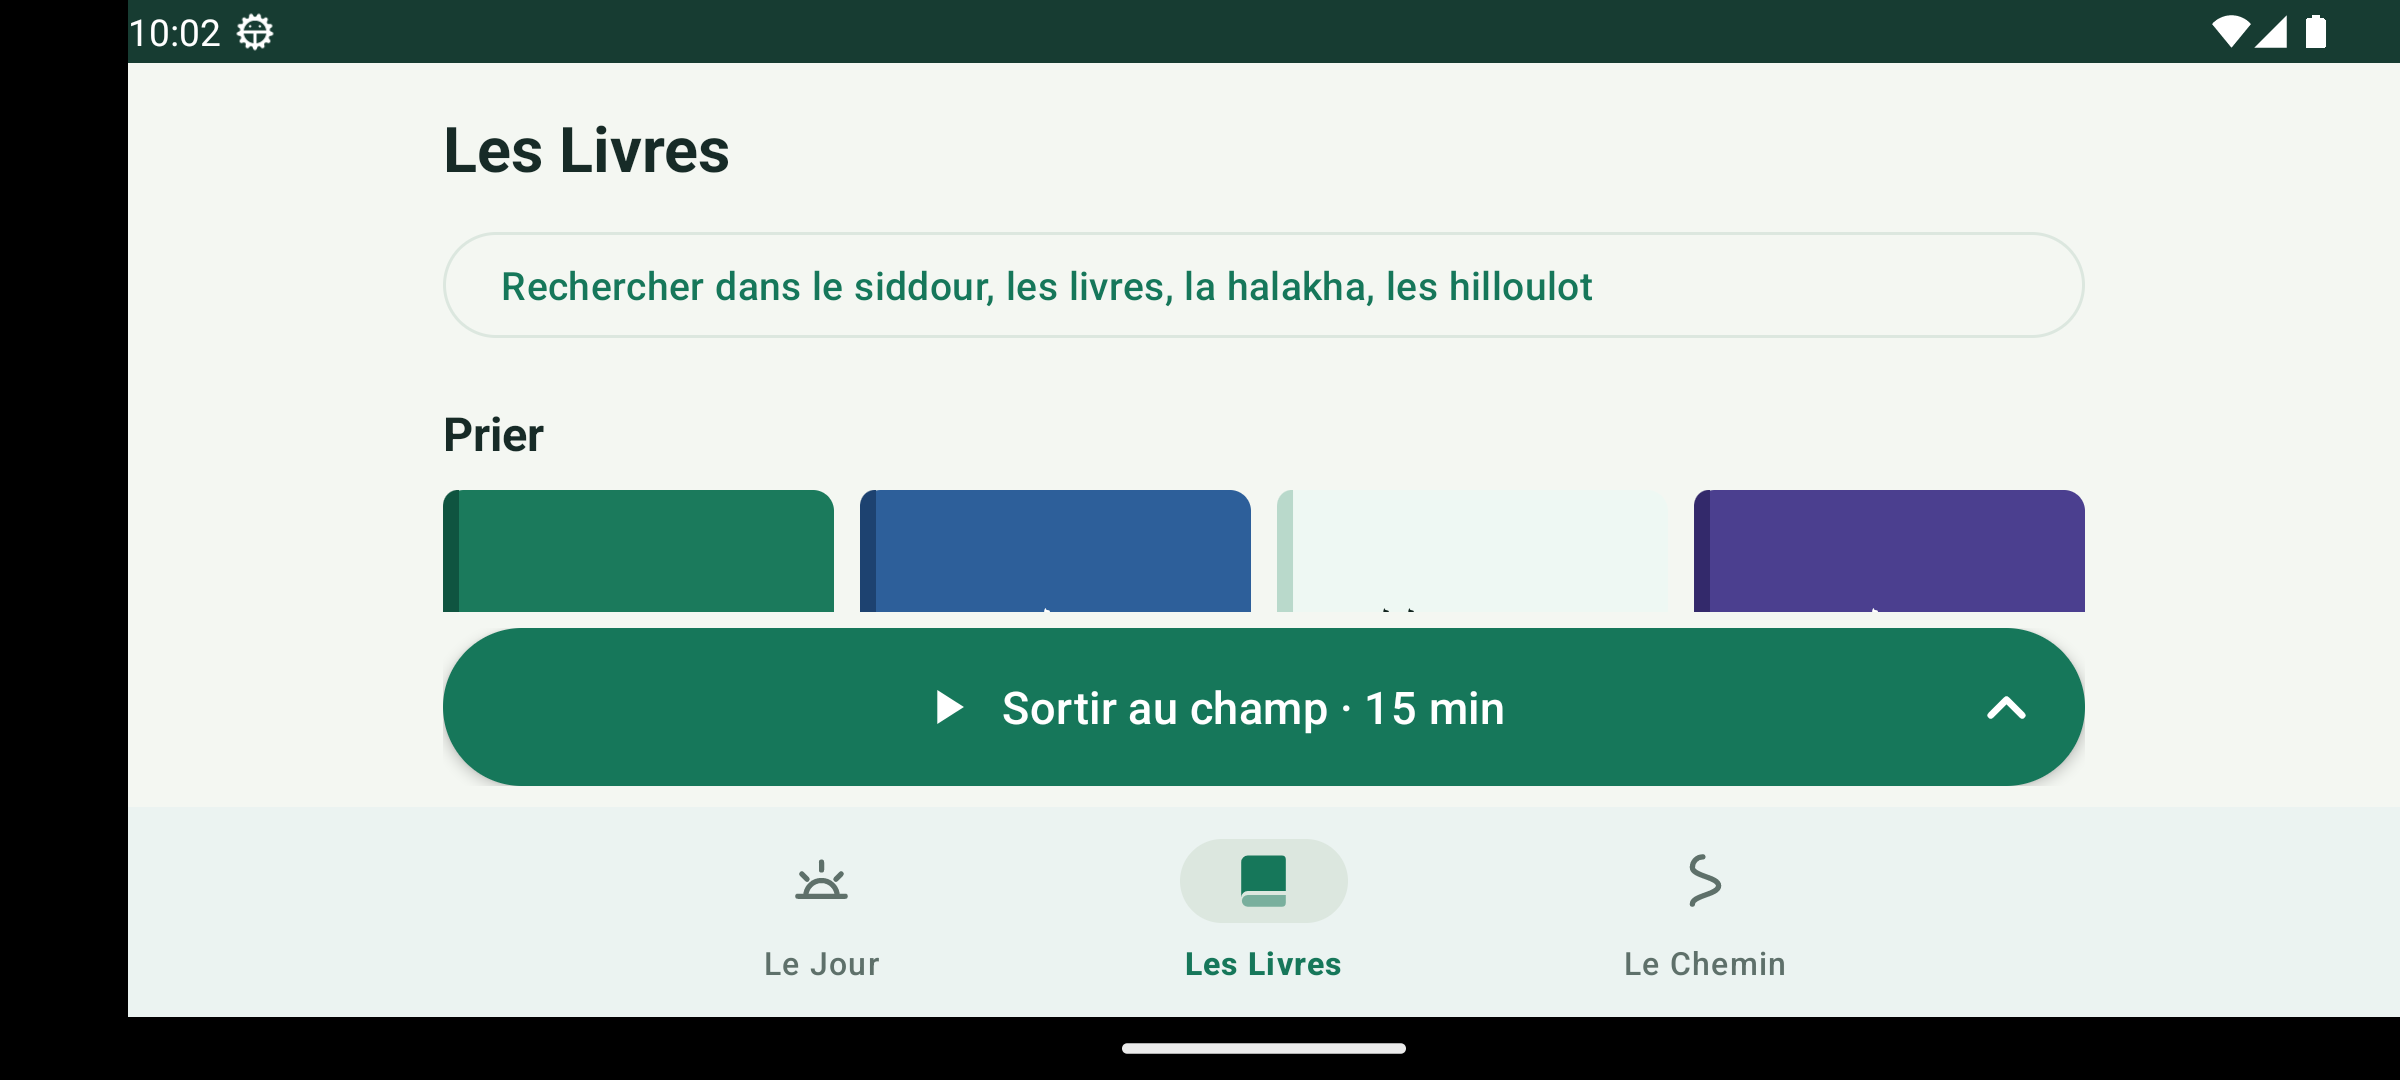 10:02
Les Livres
Rechercher dans le siddour, les livres, la halakha, les hilloulot
Prier
Sortir au champ · 15 min
Le Jour
Les Livres
Le Chemin